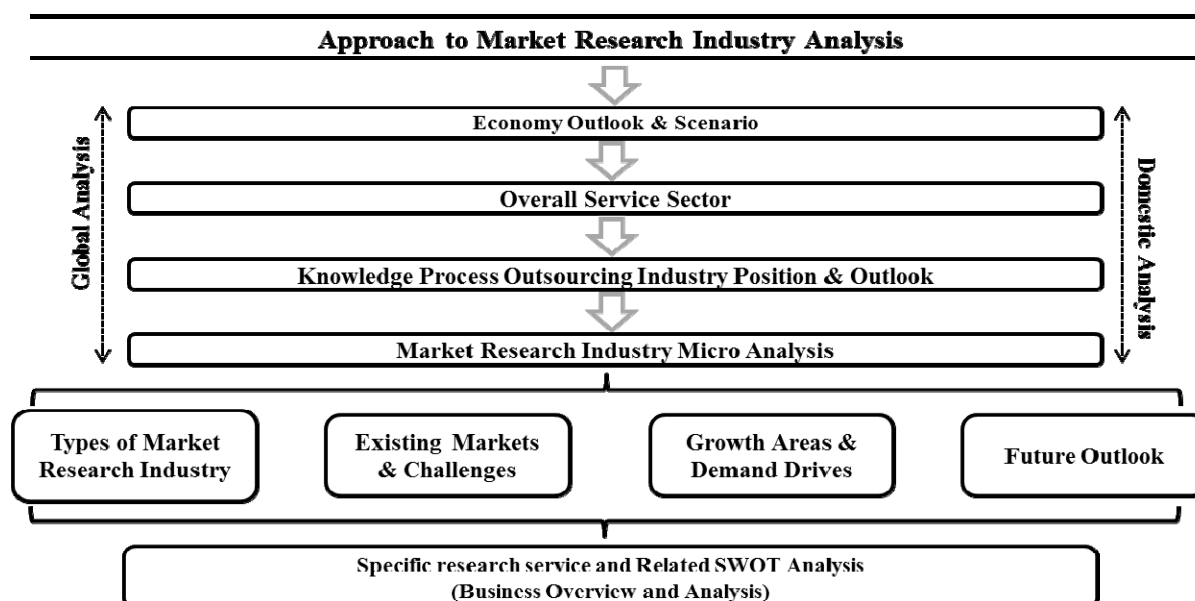 Approach to Market Research Industry Analysis
Economy Outlook & Scenario
Overall Service Sector
Knowledge Process Outsourcing Industry Position & Outlook
Market Research Industry Micro Analysis
Global Analysis
Domestic Analysis
Types of Market
Research Industry
Existing Markets
& Challenges
Growth Areas &
Demand Drives
Future Outlook
Specific research service and Related SWOT Analysis
(Business Overview and Analysis)